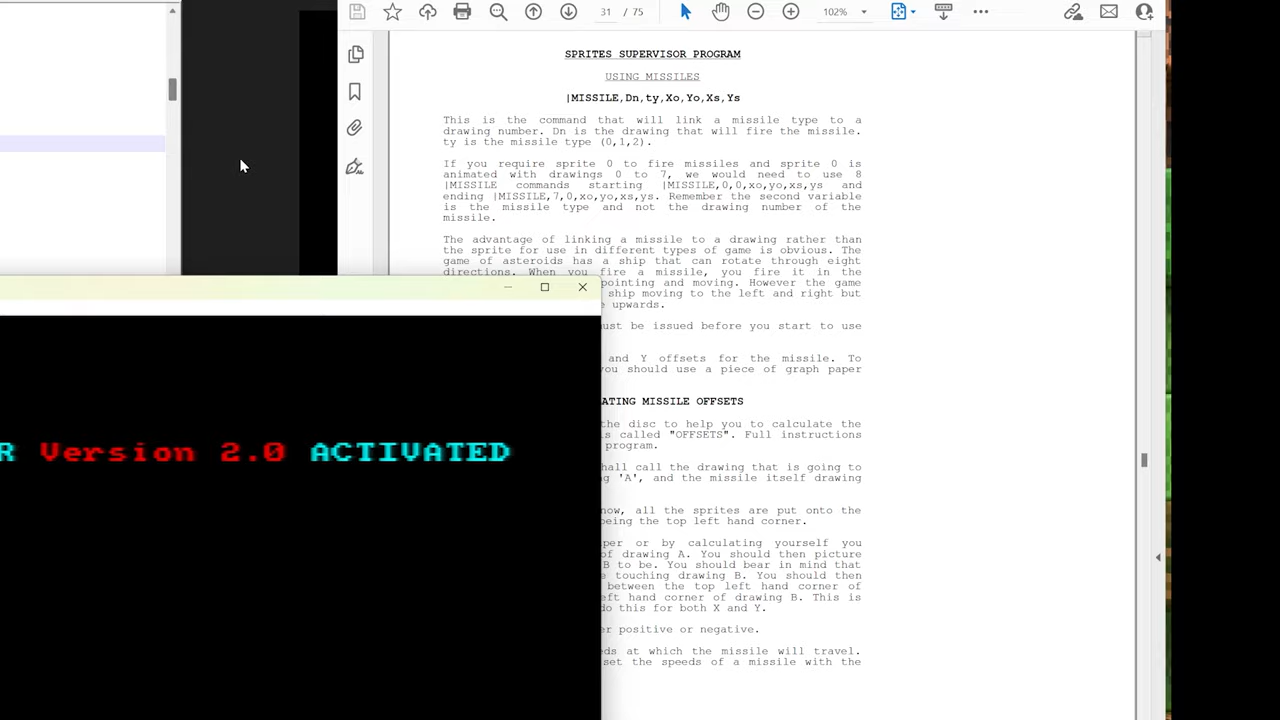 31 / 75
102%
SPRITES SUPERVISOR PROGRAM
USING MISSILES
|MISSILE,Dn,ty,Xo,Yo,Xs,Ys
This is the command that will link a missile type to a
drawing number. Dn is the drawing that will fire the missile.
ty is the missile type (0,1,2).
If you require sprite 0 to fire missiles and sprite 0 is
animated with drawings 0 to 7, we would need to use 8
|MISSILE commands starting |MISSILE,0,0,xo,yo,xs,ys and
ending |MISSILE,7,0,xo,yo,xs,ys. Remember the second variable
is the missile type and not the drawing number of the
missile.
The advantage of linking a missile to a drawing rather than
the sprite for use in different types of game is obvious. The
game of asteroids has a ship that can rotate through eight
directions. When you fire a missile, you fire it in the
pointing and moving. However the game
ship moving to the left and right but
upwards.
must be issued before you start to use
and Y offsets for the missile. To
you should use a piece of graph paper
ATING MISSILE OFFSETS
the disc to help you to calculate the
is called "OFFSETS". Full instructions
program.
hall call the drawing that is going to
'A', and the missile itself drawing
now, all the sprites are put onto the
being the top left hand corner.
per or by calculating yourself you
of drawing A. You should then picture
B to be. You should bear in mind that
touching drawing B. You should then
between the top left hand corner of
left hand corner of drawing B. This is
do this for both X and Y.
er positive or negative.
eds at which the missile will travel.
set the speeds of a missile with the
R Version 2.0 ACTIVATED